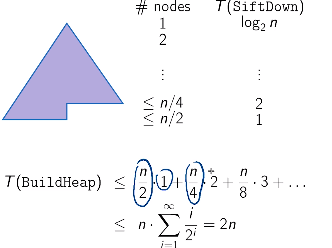 # nodes T(SiftDown)
1 log₂ n
2
⋮ ⋮
≤ n/4 2
≤ n/2 1
T(BuildHeap) ≤ n/2 · 1 + n/4 · 2 + n/8 · 3 + ...
≤ n · ∑_{i=1}^{∞} i/2^i = 2n